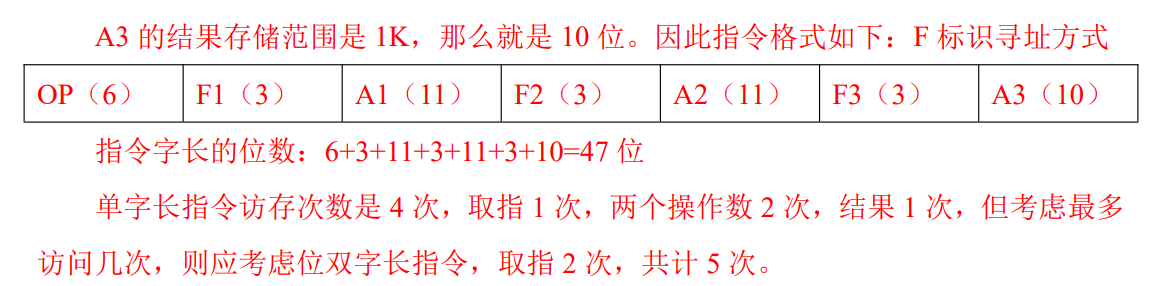 A3 的结果存储范围是 1K，那么就是 10 位。因此指令格式如下：F 标识寻址方式
OP（6） F1（3） A1（11） F2（3） A2（11） F3（3） A3（10）
指令字长的位数：6+3+11+3+11+3+10=47 位
单字长指令访存次数是 4 次，取指 1 次，两个操作数 2 次，结果 1 次，但考虑最多
访问几次，则应考虑位双字长指令，取指 2 次，共计 5 次。